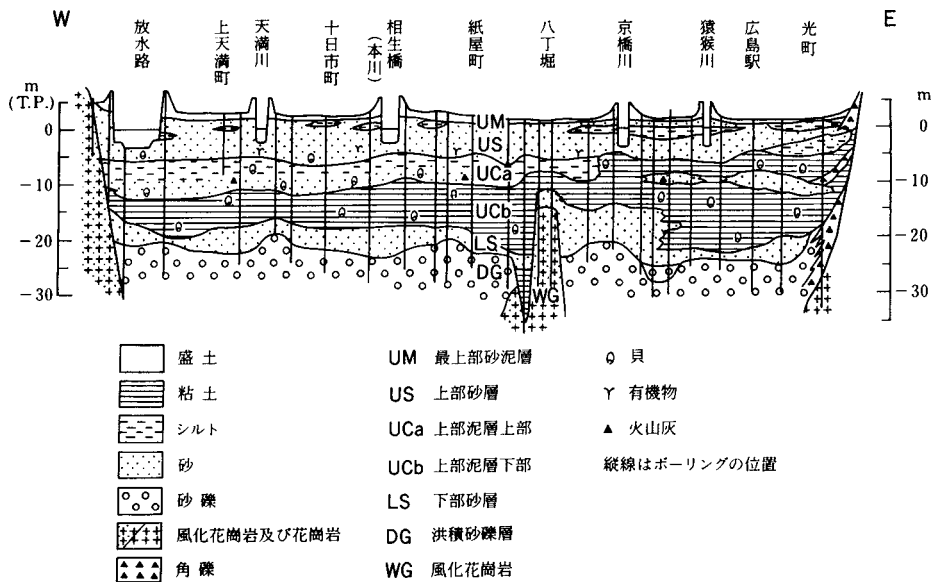 W
E
放水路
上天満町
天満川
十日市町
相生橋
(本川)
紙屋町
八丁堀
京橋川
猿猴川
広島駅
光町
m
(T.P.)
0
-10
-20
-30
m
0
-10
-20
-30
UM
US
UCa
UCb
LS
DG
WG
盛土
粘土
シルト
砂
砂礫
風化花崗岩及び花崗岩
角礫
UM 最上部砂泥層
US 上部砂層
UCa 上部泥層上部
UCb 上部泥層下部
LS 下部砂層
DG 洪積砂礫層
WG 風化花崗岩
貝
有機物
火山灰
縦線はボーリングの位置